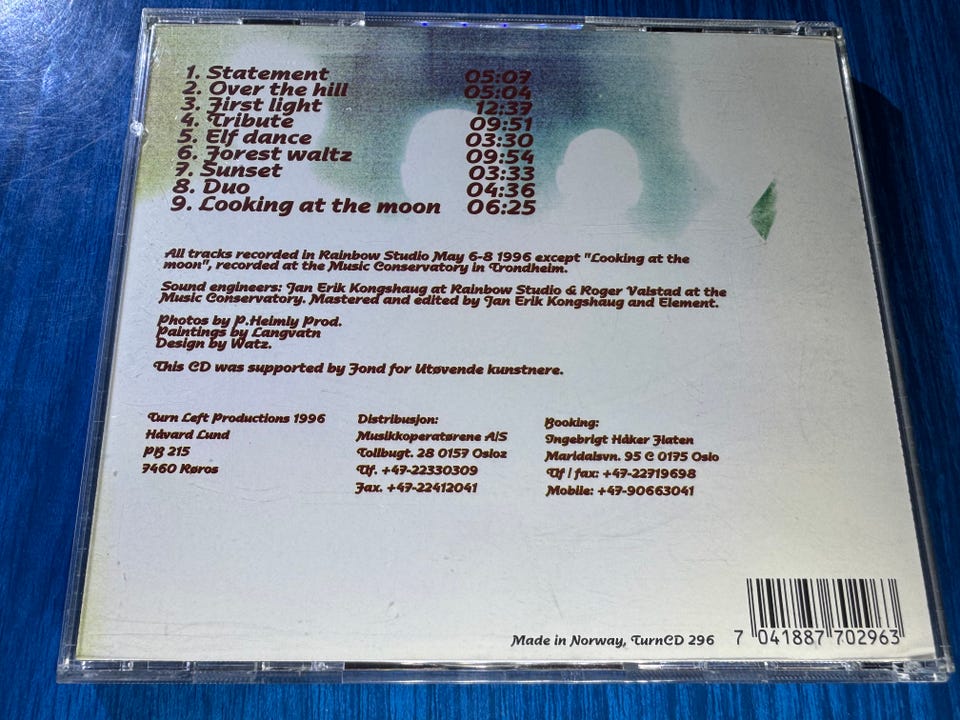 1. Statement 05:07
2. Over the hill 05:04
3. First light 12:37
4. Tribute 09:51
5. Elf dance 03:30
6. Forest waltz 09:54
7. Sunset 03:33
8. Duo 04:36
9. Looking at the moon 06:25
All tracks recorded in Rainbow Studio May 6-8 1996 except "Looking at the
moon", recorded at the Music Conservatory in Trondheim.
Sound engineers: Jan Erik Kongshaug at Rainbow Studio & Roger Valstad at the
Music Conservatory. Mastered and edited by Jan Erik Kongshaug and Element.
Photos by P.Heimly Prod.
Paintings by Langvatn
Design by Watz.
This CD was supported by Fond for Utøvende kunstnere.
Turn Left Productions 1996
Håvard Lund
PB 215
7460 Røros
Distribusjon:
Musikkoperatørene A/S
Tollbugt. 28 0157 Osloz
Tlf. +47-22330309
Fax. +47-22412041
Booking:
Ingebrigt Håker Flaten
Maridalsvn. 95 C 0175 Oslo
Tlf / fax: +47-22719698
Mobile: +47-90663041
Made in Norway, TurnCD 296
7 041887 702963